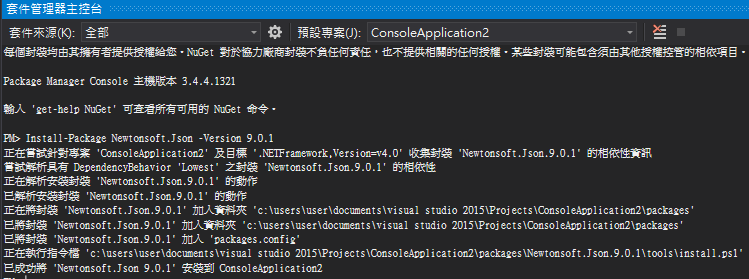 套件管理器主控台
套件來源(K): 全部 預設專案(J): ConsoleApplication2
每個封裝均由其擁有者提供授權給您。NuGet 對於協力廠商封裝不負任何責任，也不提供相關的任何授權。某些封裝可能包含須由其他授權控管的相依項目。
Package Manager Console 主機版本 3.4.4.1321
輸入 'get-help NuGet' 可查看所有可用的 NuGet 命令。
PM> Install-Package Newtonsoft.Json -Version 9.0.1
正在嘗試針對專案 'ConsoleApplication2' 及目標 '.NETFramework,Version=v4.0' 收集封裝 'Newtonsoft.Json.9.0.1' 的相依性資訊
嘗試解析具有 DependencyBehavior 'Lowest' 之封裝 'Newtonsoft.Json.9.0.1' 的相依性
正在解析安裝封裝 'Newtonsoft.Json.9.0.1' 的動作
已解析安裝封裝 'Newtonsoft.Json.9.0.1' 的動作
正在將封裝 'Newtonsoft.Json.9.0.1' 加入資料夾 'c:\users\user\documents\visual studio 2015\Projects\ConsoleApplication2\packages'
已將封裝 'Newtonsoft.Json.9.0.1' 加入資料夾 'c:\users\user\documents\visual studio 2015\Projects\ConsoleApplication2\packages'
已將封裝 'Newtonsoft.Json.9.0.1' 加入 'packages.config'
正在執行指令檔 'c:\users\user\documents\visual studio 2015\Projects\ConsoleApplication2\packages\Newtonsoft.Json.9.0.1\tools\install.ps1'
已成功將 'Newtonsoft.Json 9.0.1' 安裝到 ConsoleApplication2